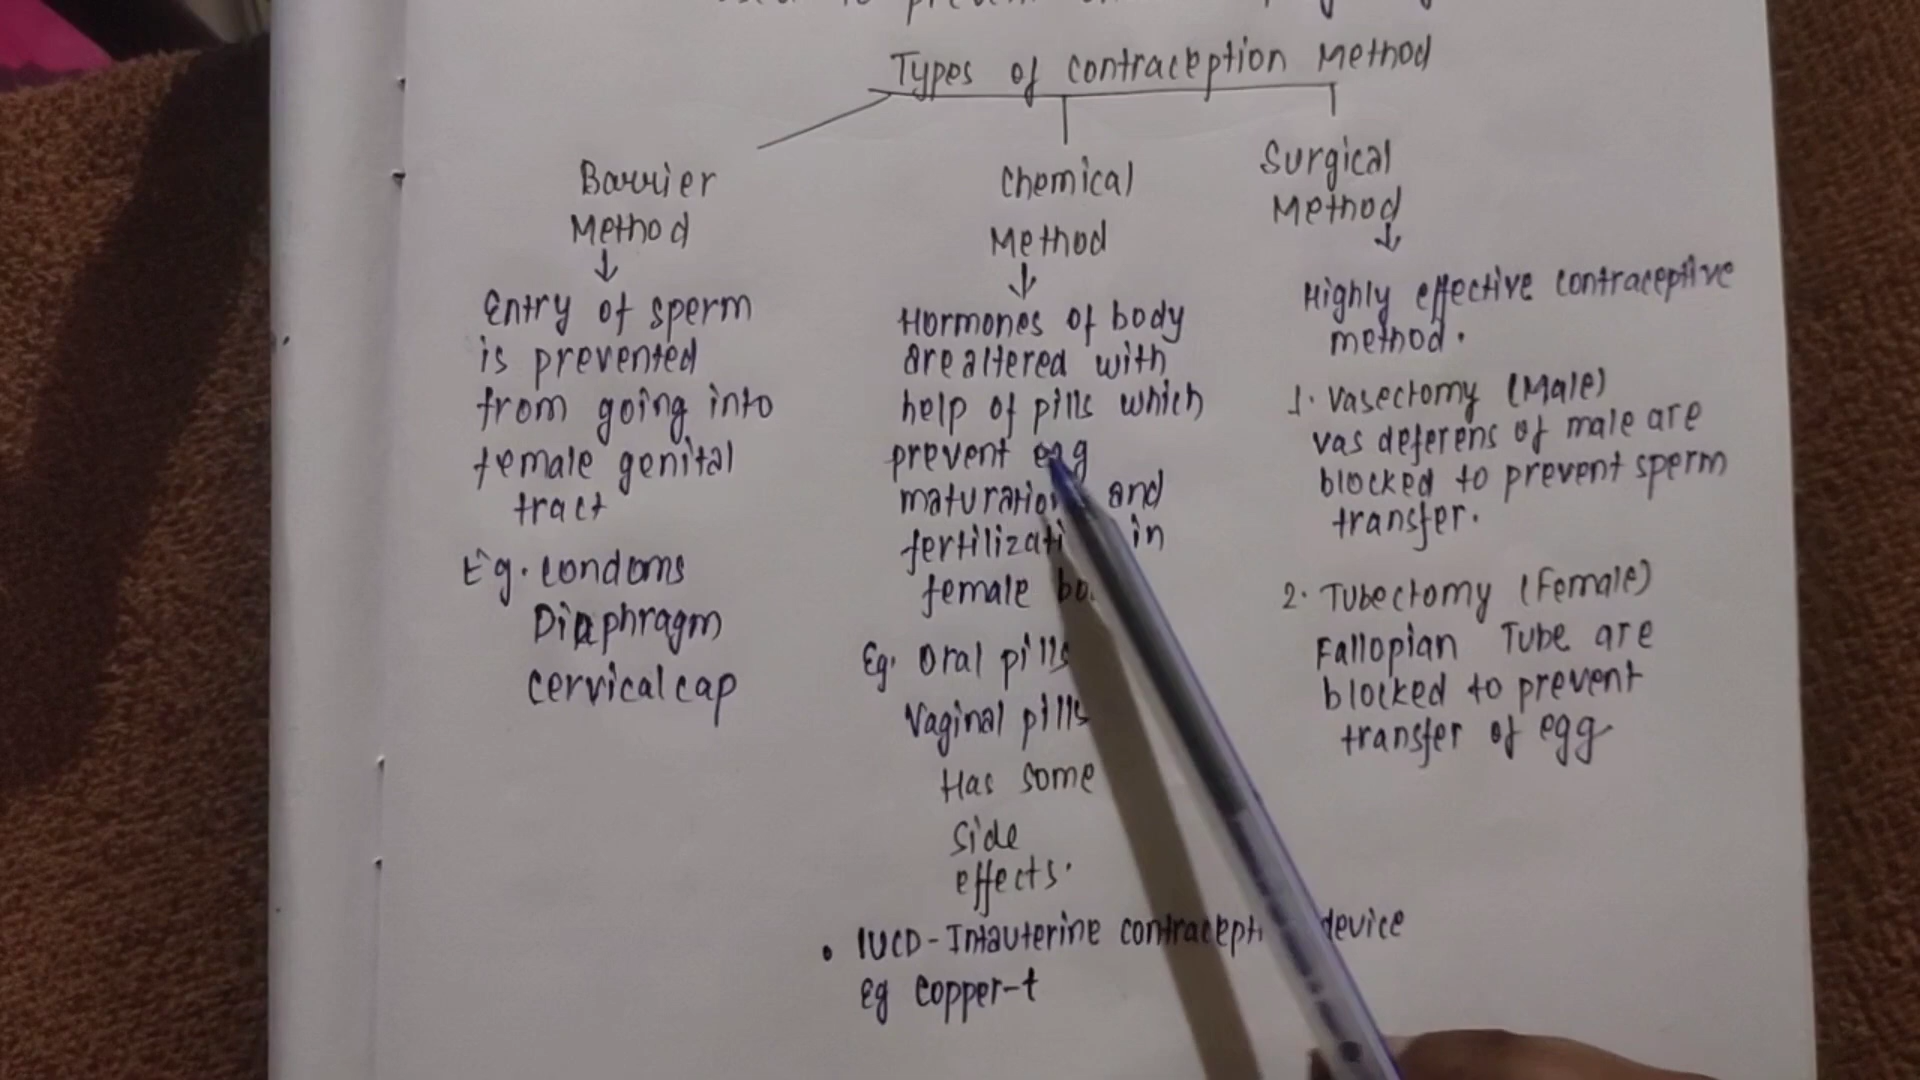 Types of contraception Method
Barrier
Method
Entry of sperm
is prevented
from going into
female genital
tract
Eg. condoms
Diaphragm
cervical cap
Chemical
Method
Hormones of body
are altered with
help of pills which
prevent egg
maturation and
in
female
Eg. Oral pills
Vaginal pills
Has some
Side
effects.
• IUCD - Intauterine device
Eg Copper-t
Surgical
Method
Highly effective contraceptive
method.
1. Vasectomy (Male)
vas deferens of male are
blocked to prevent sperm
transfer.
2. Tubectomy (Female)
Fallopian Tube are
blocked to prevent
transfer of egg